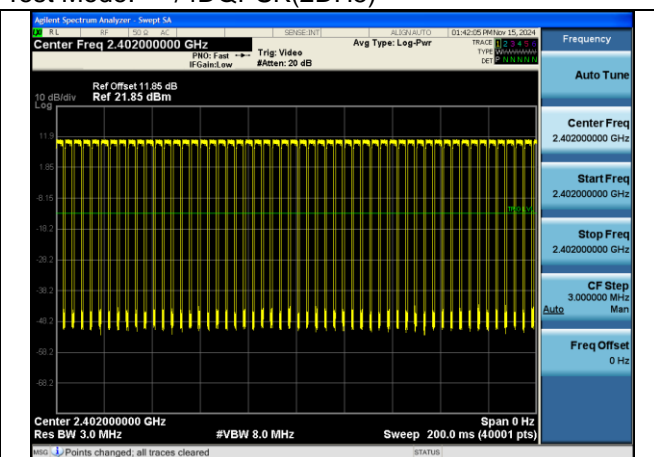 Agilent Spectrum Analyzer - Swept SA
RL RF 50 Ω AC SENSE:INT ALIGN AUTO 01:42:05 PM Nov 15, 2024
Center Freq 2.402000000 GHz
PNO: Fast
IFGain:Low
Trig: Video
#Atten: 20 dB
Avg Type: Log-Pwr
TRACE 1 2 3 4 5 6
TYPE
DET P N N N N N
Frequency
Auto Tune
Center Freq
2.402000000 GHz
Start Freq
2.402000000 GHz
Stop Freq
2.402000000 GHz
CF Step
3.000000 MHz
Auto Man
Freq Offset
0 Hz
Ref Offset 11.85 dB
10 dB/div Ref 21.85 dBm
Log
11.9
1.85
-8.15
-18.2
-28.2
-38.2
-48.2
-58.2
-68.2
Center 2.402000000 GHz Span 0 Hz
Res BW 3.0 MHz #VBW 8.0 MHz Sweep 200.0 ms (40001 pts)
MSG Points changed; all traces cleared STATUS